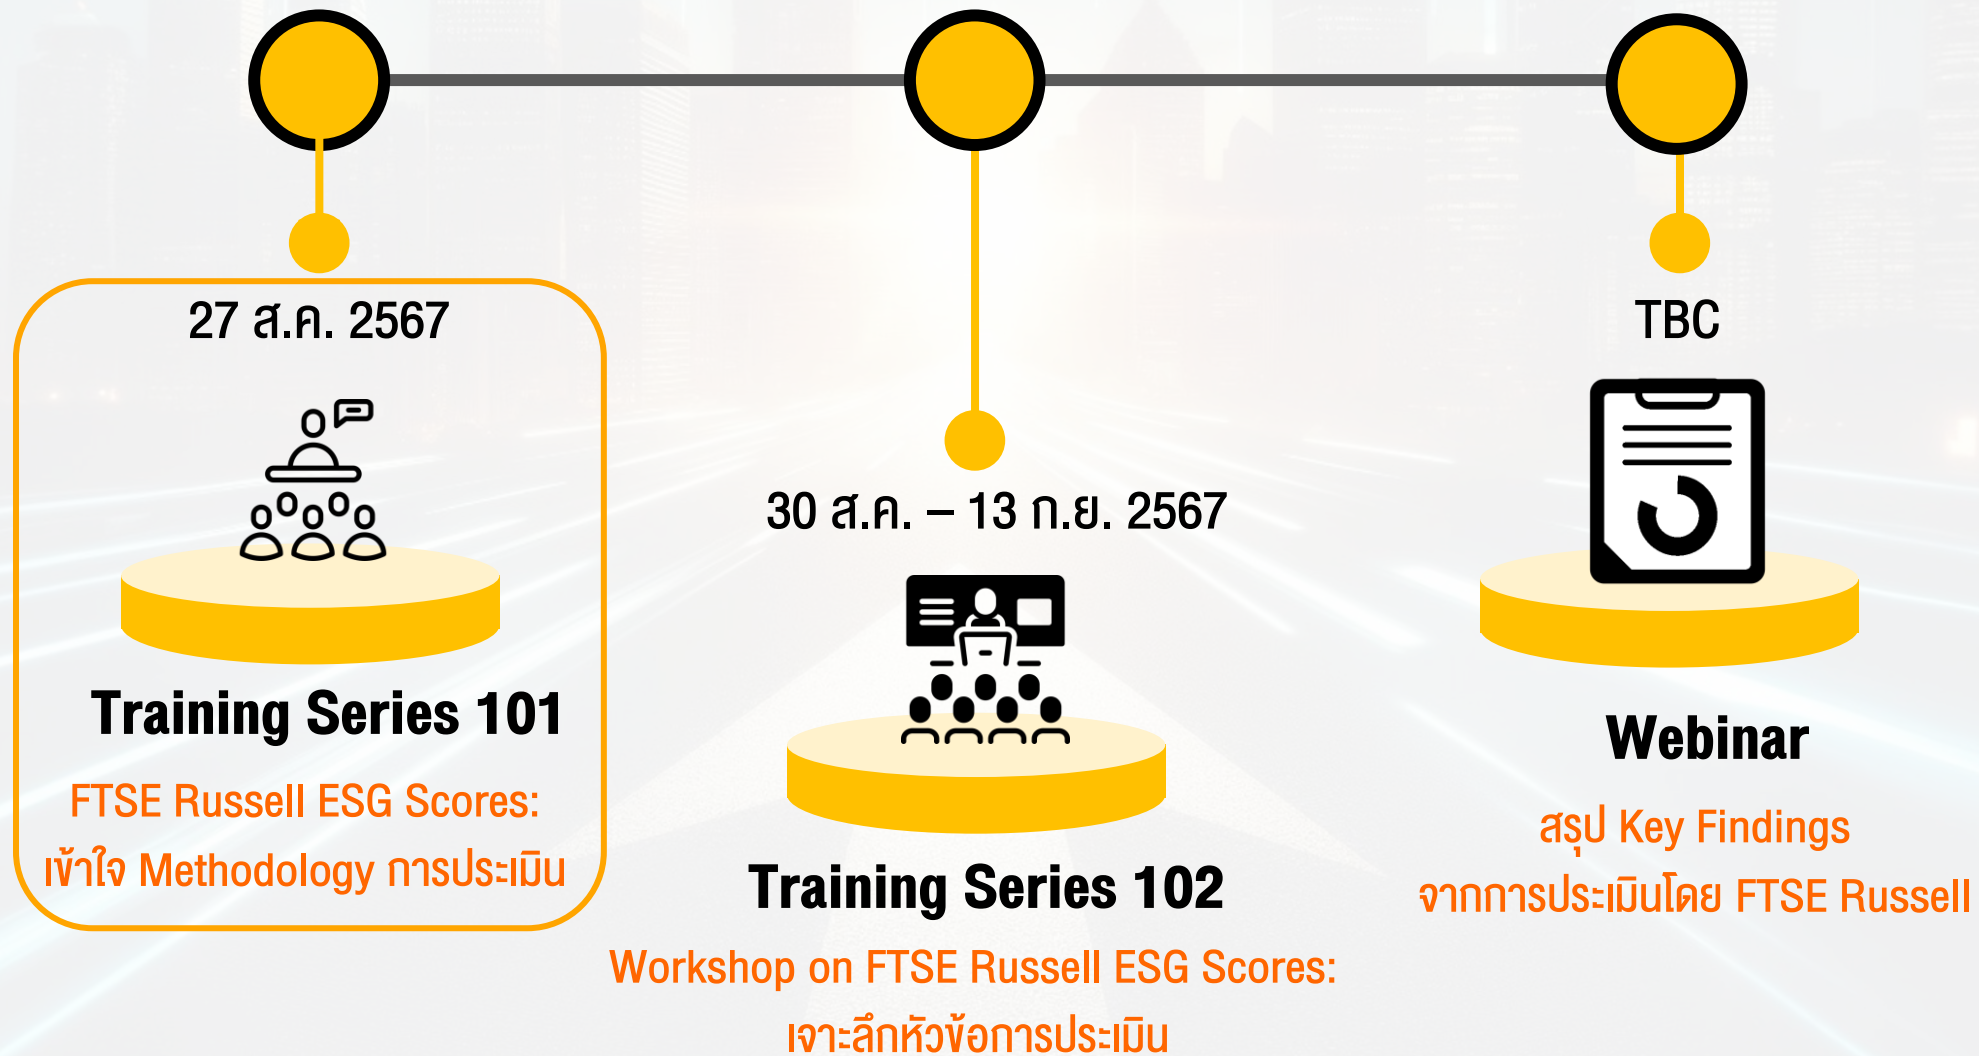 27 ส.ค. 2567
Training Series 101
FTSE Russell ESG Scores:
เข้าใจ Methodology การประเมิน
30 ส.ค. – 13 ก.ย. 2567
Training Series 102
Workshop on FTSE Russell ESG Scores:
เจาะลึกหัวข้อการประเมิน
TBC
Webinar
สรุป Key Findings
จากการประเมินโดย FTSE Russell